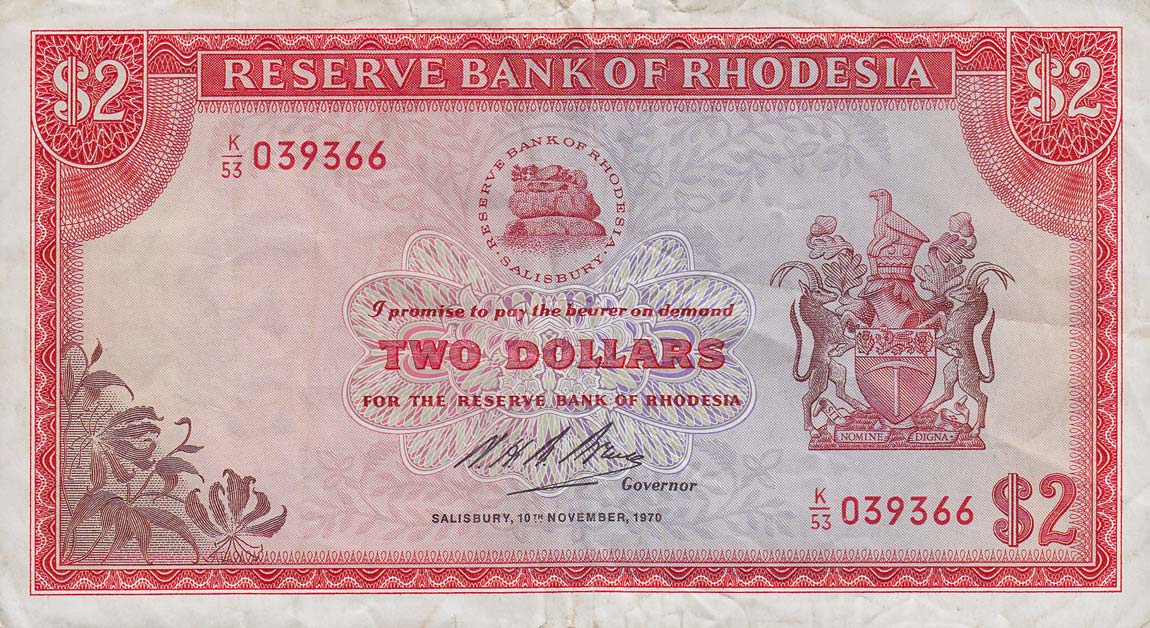 $2
RESERVE BANK OF RHODESIA
$2
K/53 039366
RESERVE BANK OF RHODESIA
· SALISBURY ·
I promise to pay the bearer on demand
TWO DOLLARS
FOR THE RESERVE BANK OF RHODESIA
Governor
SALISBURY, 10TH NOVEMBER, 1970
SIT
NOMINE
DIGNA
K/53 039366
$2